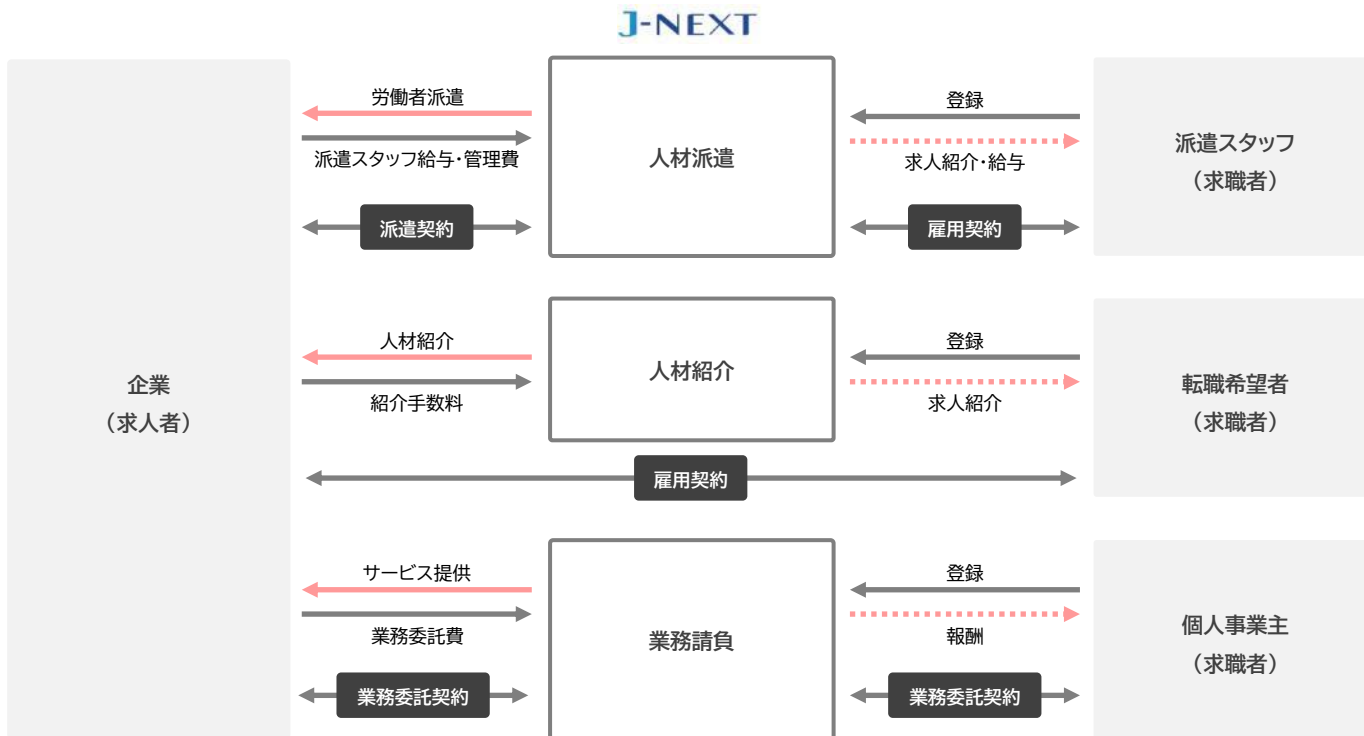 J-NEXT
企業
（求人者）
労働者派遣
派遣スタッフ給与・管理費
派遣契約
人材派遣
登録
求人紹介・給与
雇用契約
派遣スタッフ
（求職者）
人材紹介
紹介手数料
人材紹介
登録
求人紹介
雇用契約
転職希望者
（求職者）
サービス提供
業務委託費
業務委託契約
業務請負
登録
報酬
業務委託契約
個人事業主
（求職者）